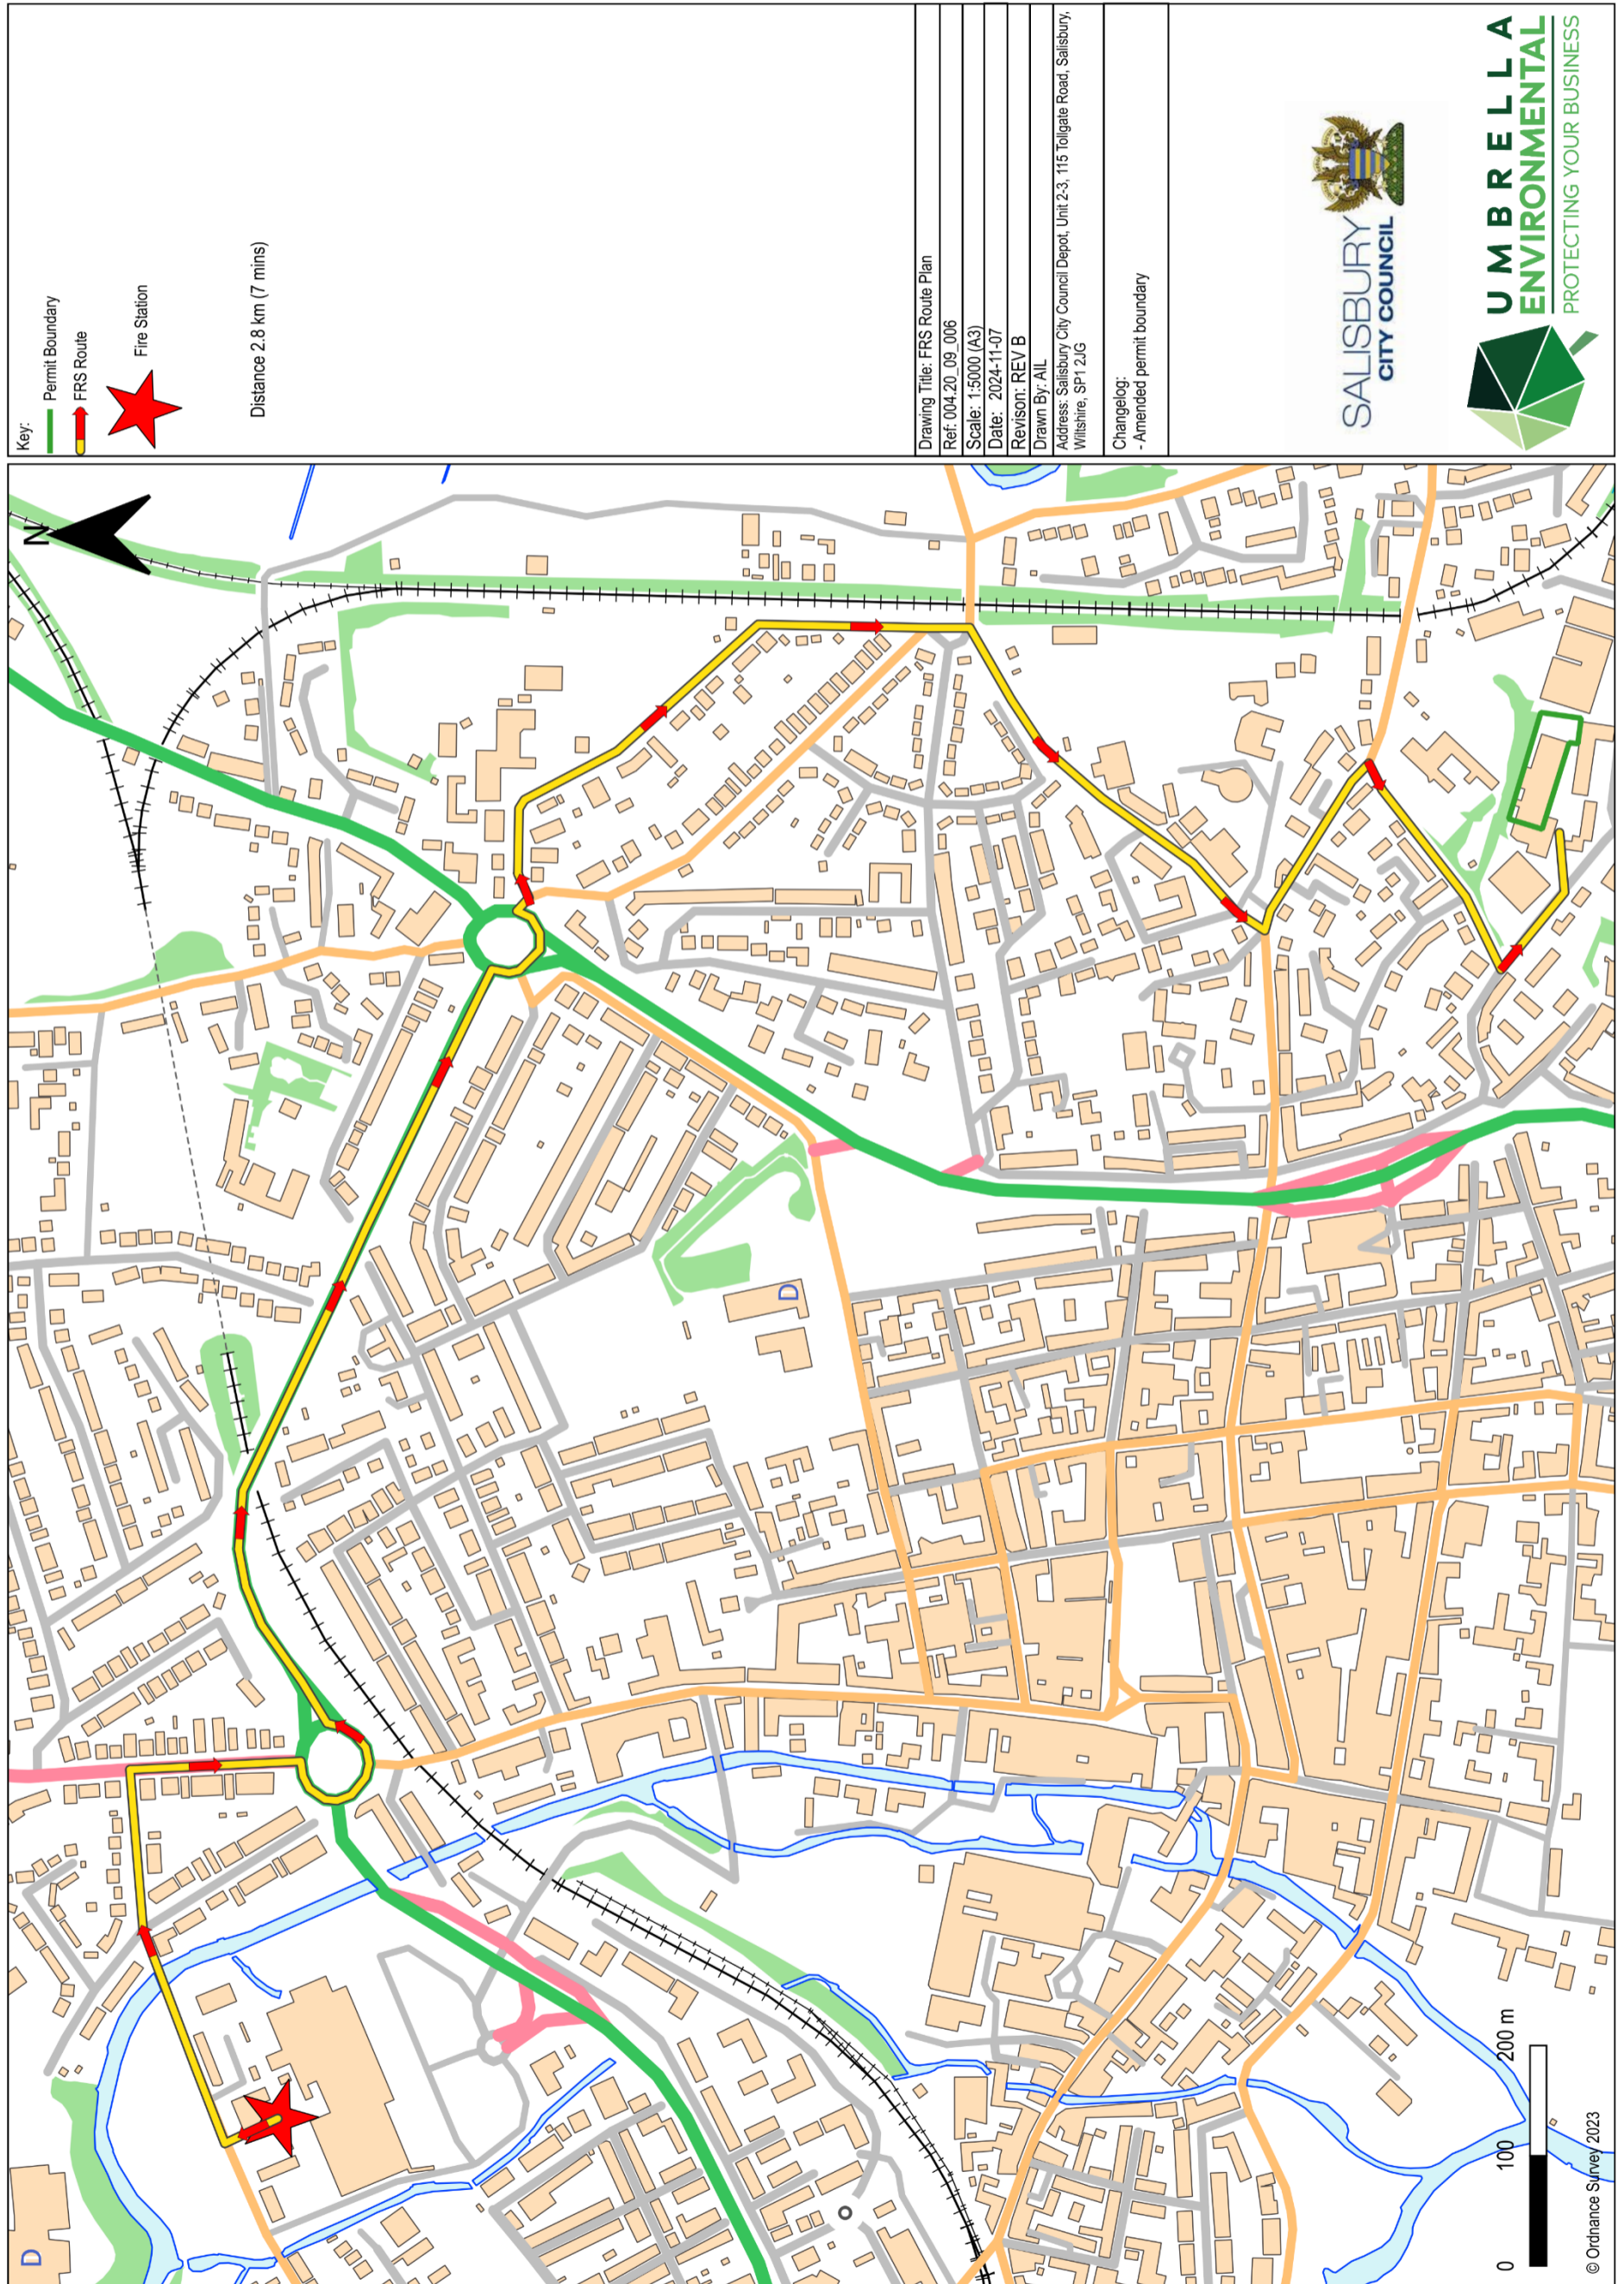 Key:
Permit Boundary
FRS Route
Fire Station
Distance 2.8 km (7 mins)
Drawing Title: FRS Route Plan
Ref: 004.20_09_006
Scale: 1:5000 (A3)
Date: 2024-11-07
Revison: REV B
Drawn By: AIL
Address: Salisbury City Council Depot, Unit 2-3, 115 Tollgate Road, Salisbury,
Wiltshire, SP1 2JG
Changelog:
- Amended permit boundary
SALISBURY
CITY COUNCIL
UMBRELLA
ENVIRONMENTAL
PROTECTING YOUR BUSINESS
N
D
D
0 100 200 m
© Ordnance Survey 2023